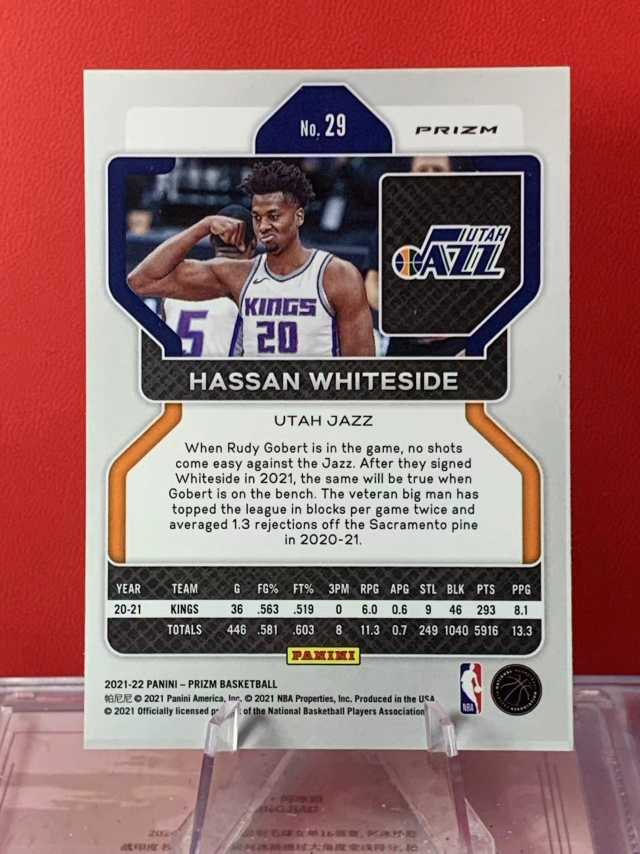 No. 29
PRIZM
UTAH
JAZZ
5
KINGS
20
HASSAN WHITESIDE
UTAH JAZZ
When Rudy Gobert is in the game, no shots
come easy against the Jazz. After they signed
Whiteside in 2021, the same will be true when
Gobert is on the bench. The veteran big man has
topped the league in blocks per game twice and
averaged 1.3 rejections off the Sacramento pine
in 2020-21.
YEAR TEAM G FG% FT% 3PM RPG APG STL BLK PTS PPG
20-21 KINGS 36 .563 .519 0 6.0 0.6 9 46 293 8.1
TOTALS 446 .581 .603 8 11.3 0.7 249 1040 5916 13.3
PANINI
2021-22 PANINI – PRIZM BASKETBALL
帕尼尼 © 2021 Panini America, Inc. © 2021 NBA Properties, Inc. Produced in the USA.
© 2021 Officially licensed product of the National Basketball Players Association
NBA